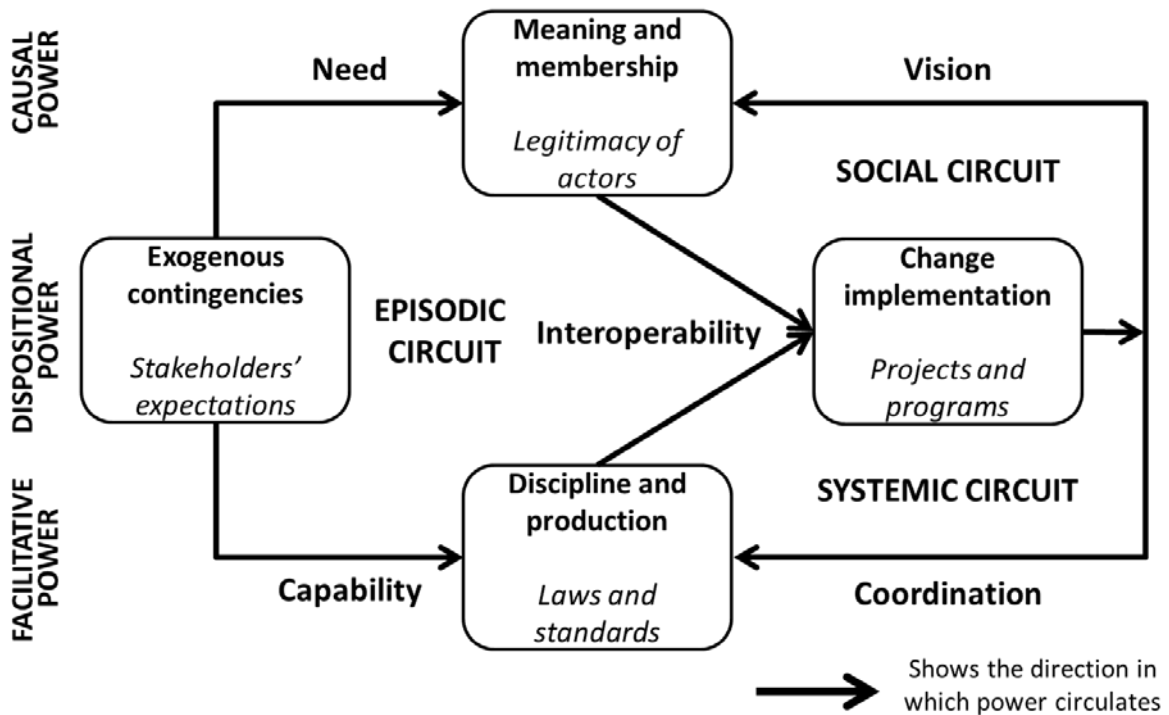 CAUSAL
POWER
Need
Meaning and
membership
Legitimacy of
actors
Vision
SOCIAL CIRCUIT
DISPOSITIONAL
POWER
Exogenous
contingencies
Stakeholders'
expectations
EPISODIC
CIRCUIT
Interoperability
Change
implementation
Projects and
programs
FACILITATIVE
POWER
Capability
Discipline and
production
Laws and
standards
SYSTEMIC CIRCUIT
Coordination
Shows the direction in
which power circulates